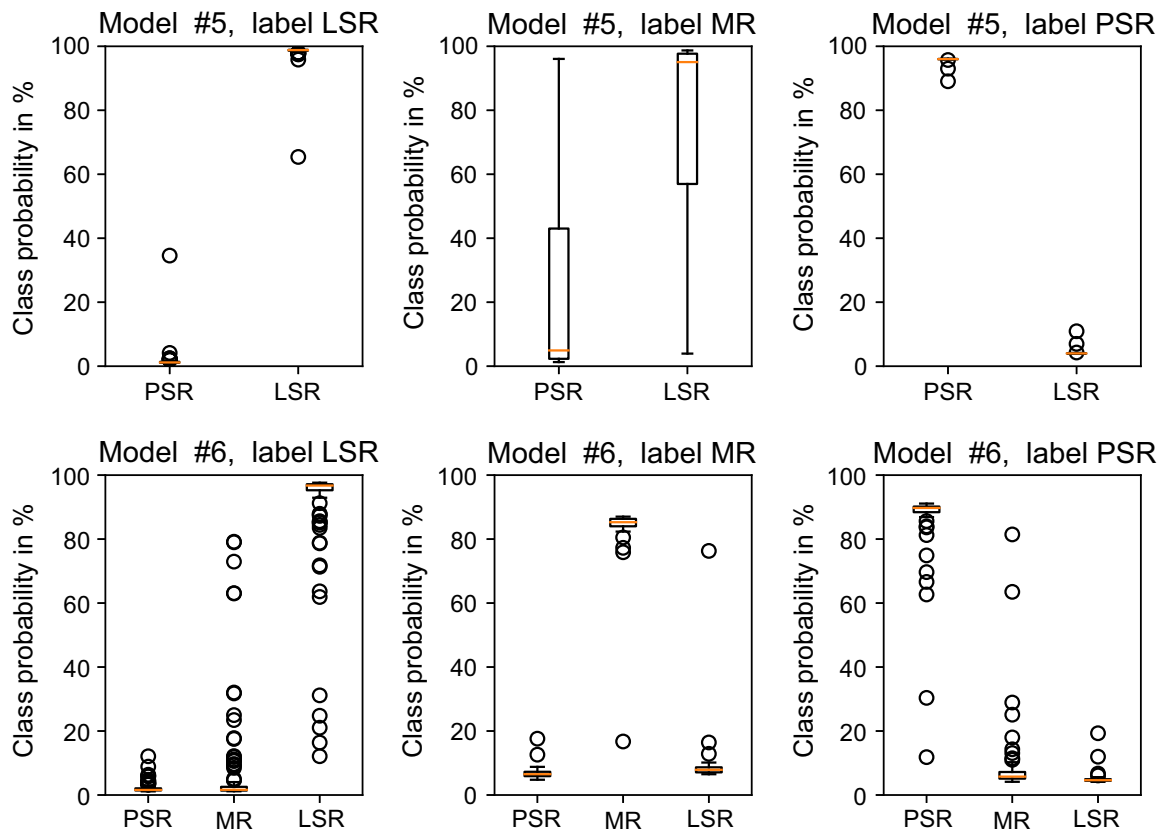 Model #5, label LSR
Class probability in %
100
80
60
40
20
0
PSR LSR
Model #5, label MR
Class probability in %
100
80
60
40
20
0
PSR LSR
Model #5, label PSR
Class probability in %
100
80
60
40
20
0
PSR LSR
Model #6, label LSR
Class probability in %
100
80
60
40
20
0
PSR MR LSR
Model #6, label MR
Class probability in %
100
80
60
40
20
0
PSR MR LSR
Model #6, label PSR
Class probability in %
100
80
60
40
20
0
PSR MR LSR